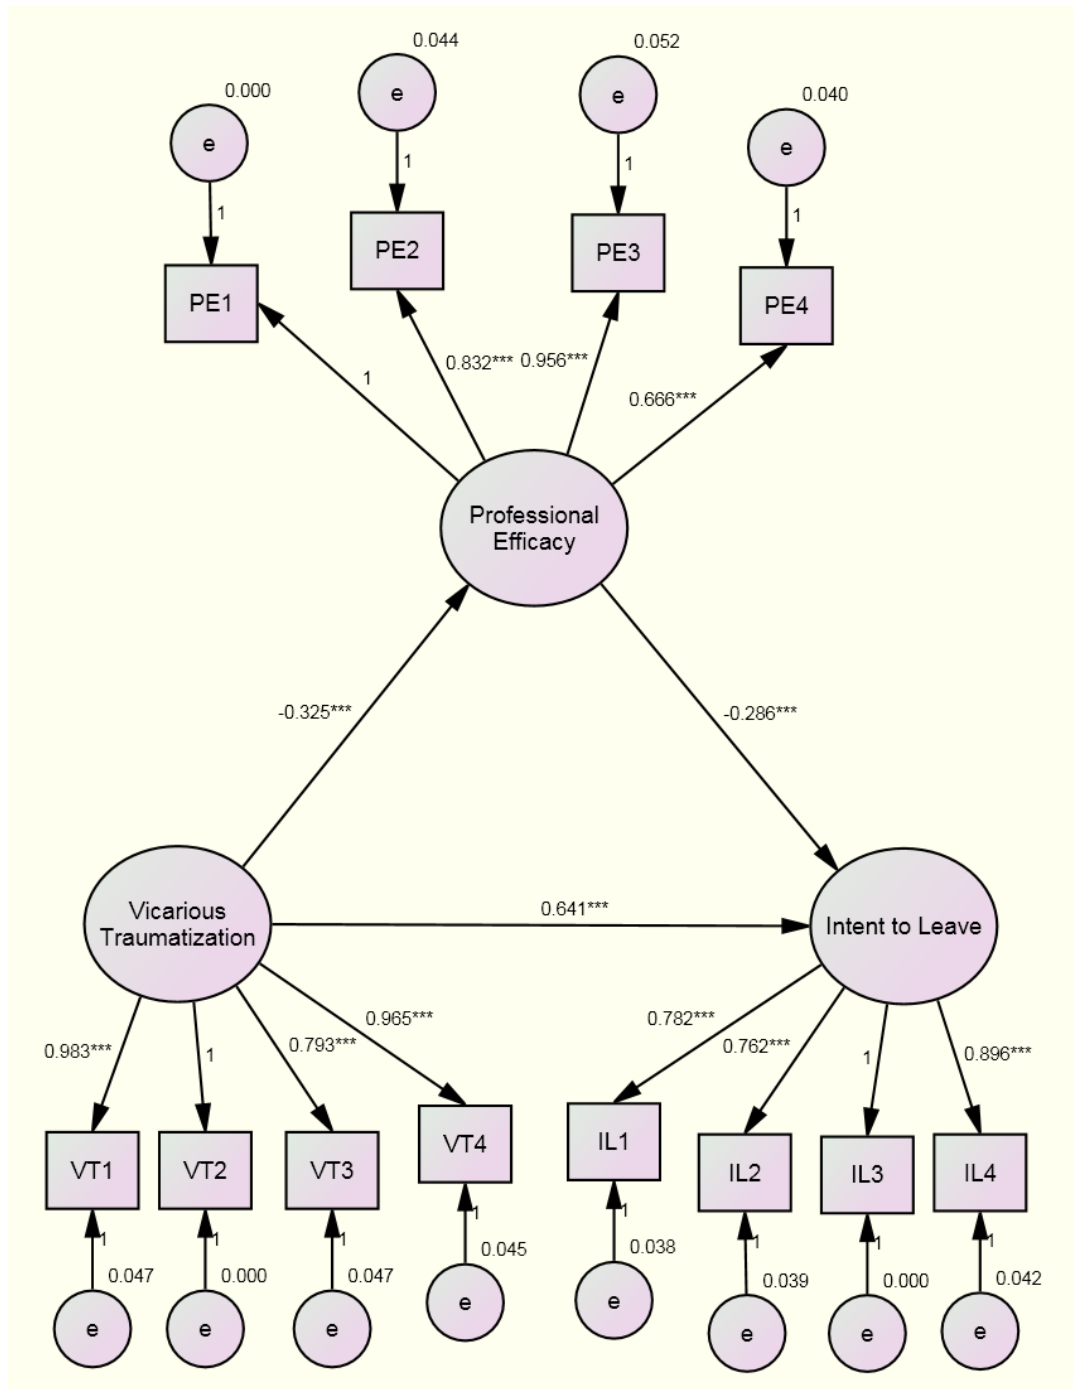 0.044
0.052
0.000
0.040
e
e
e
e
1
1
1
1
PE1
PE2
PE3
PE4
1
0.832***
0.956***
0.666***
Professional
Efficacy
-0.325***
-0.286***
Vicarious
Traumatization
0.641***
Intent to Leave
0.983***
1
0.793***
0.965***
0.782***
0.762***
1
0.896***
VT1
VT2
VT3
VT4
IL1
IL2
IL3
IL4
1
1
1
1
1
1
1
1
0.047
0.000
0.047
0.045
0.038
0.039
0.000
0.042
e
e
e
e
e
e
e
e